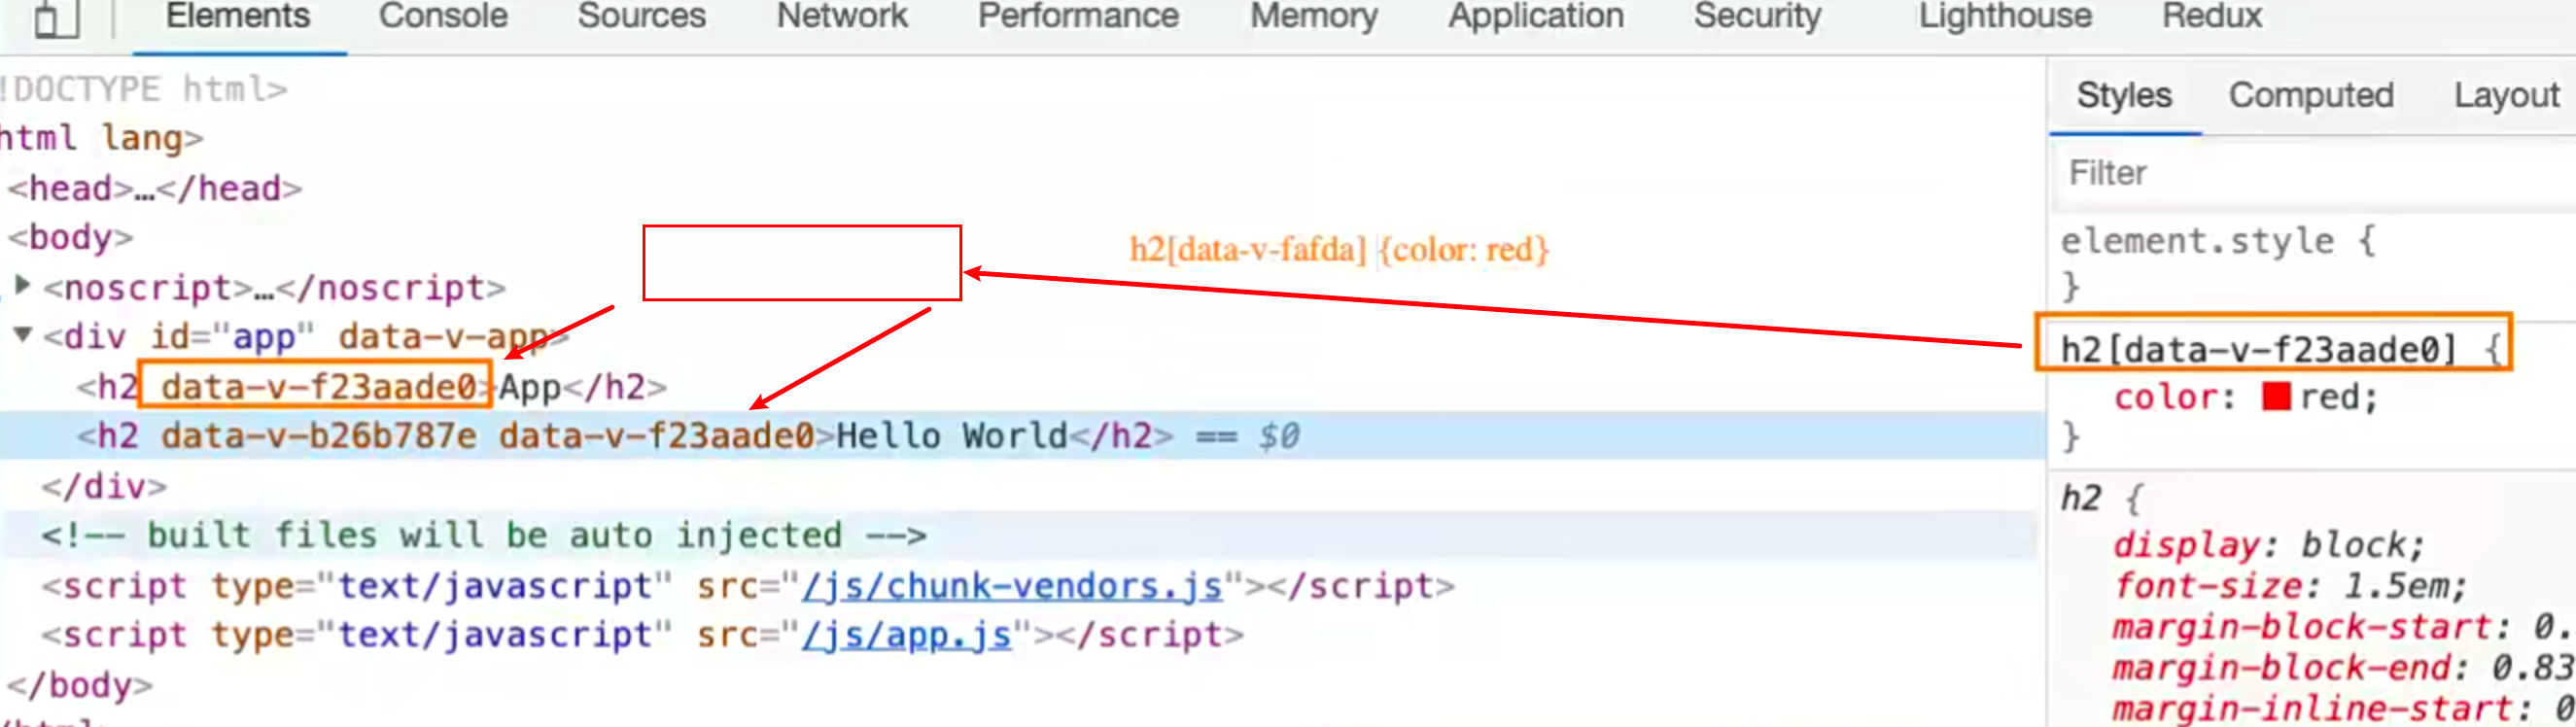 Elements Console Sources Network Performance Memory Application Security Lighthouse Redux
!DOCTYPE html>
html lang>
<head>…</head>
<body>
<noscript>…</noscript>
<div id="app" data-v-app>
<h2 data-v-f23aade0>App</h2>
<h2 data-v-b26b787e data-v-f23aade0>Hello World</h2> == $0
</div>
<!-- built files will be auto injected -->
<script type="text/javascript" src="/js/chunk-vendors.js"></script>
<script type="text/javascript" src="/js/app.js"></script>
</body>
h2[data-v-fafda] {color: red}
Styles Computed Layout
Filter
element.style {
}
h2[data-v-f23aade0] {
color: red;
}
h2 {
display: block;
font-size: 1.5em;
margin-block-start: 0.
margin-block-end: 0.83
margin-inline-start: 0